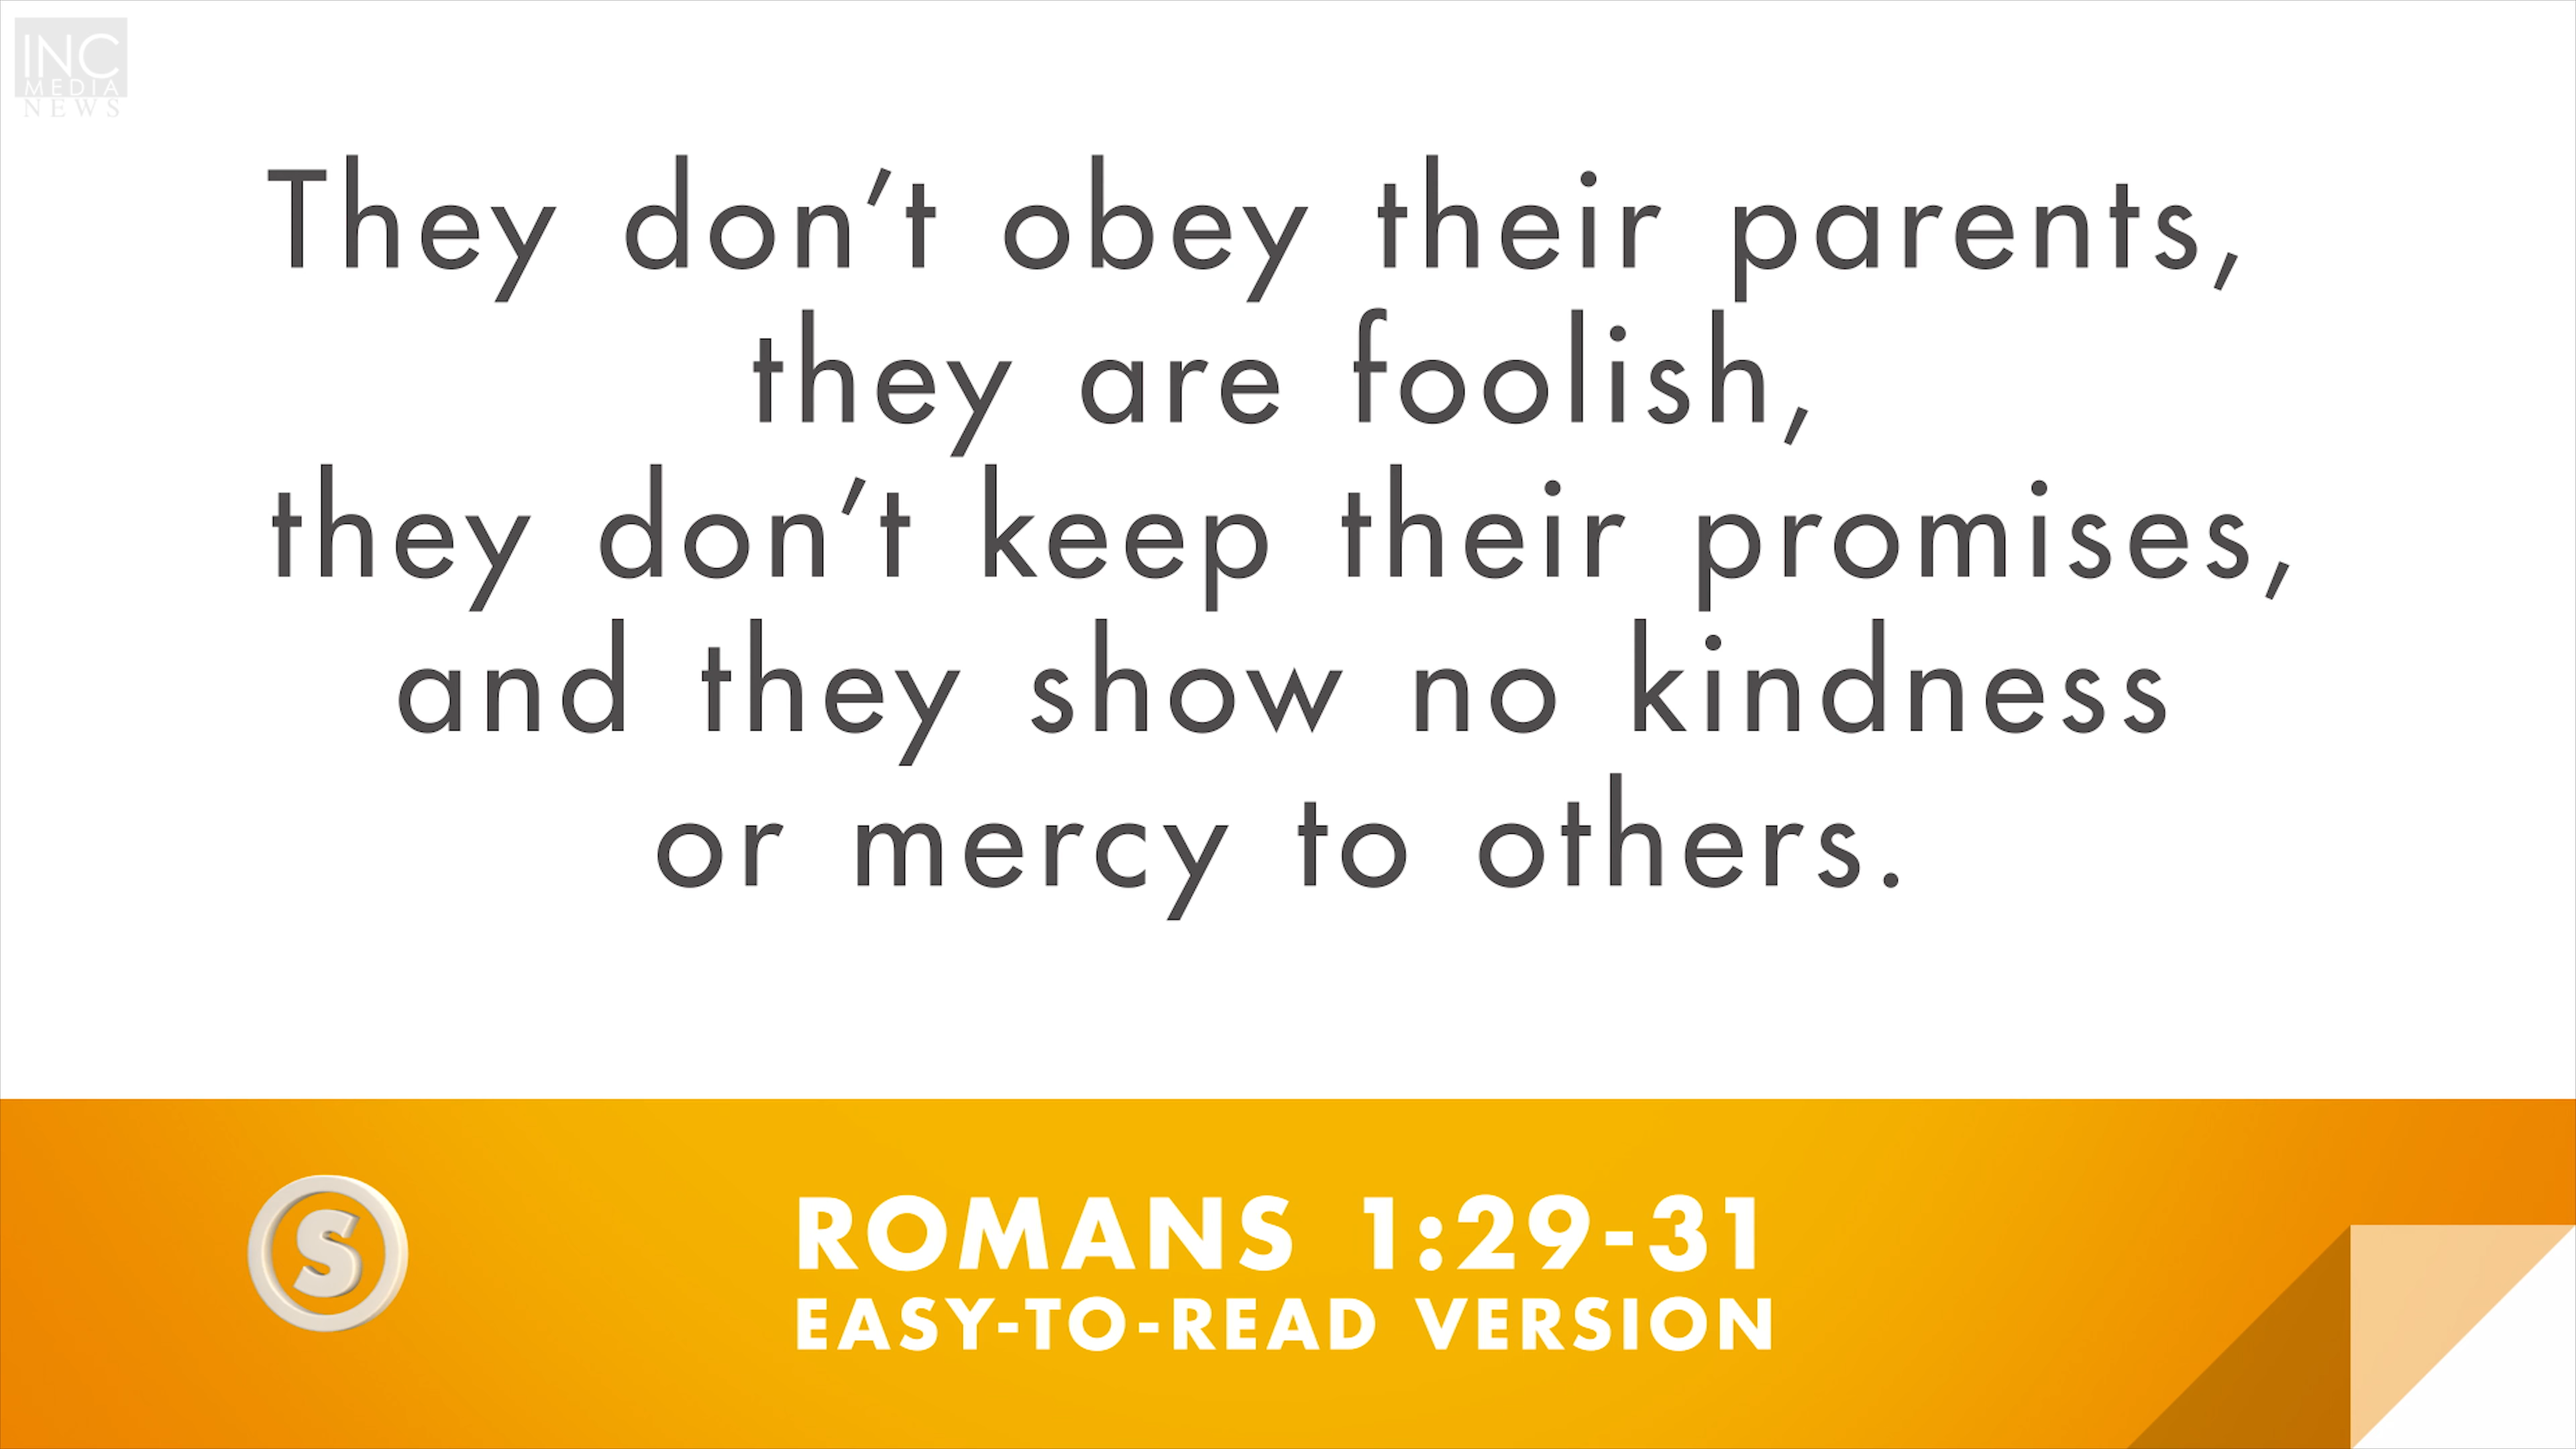 INC
MEDIA
NEWS
They don’t obey their parents,
they are foolish,
they don’t keep their promises,
and they show no kindness
or mercy to others.
S
ROMANS 1:29-31
EASY-TO-READ VERSION